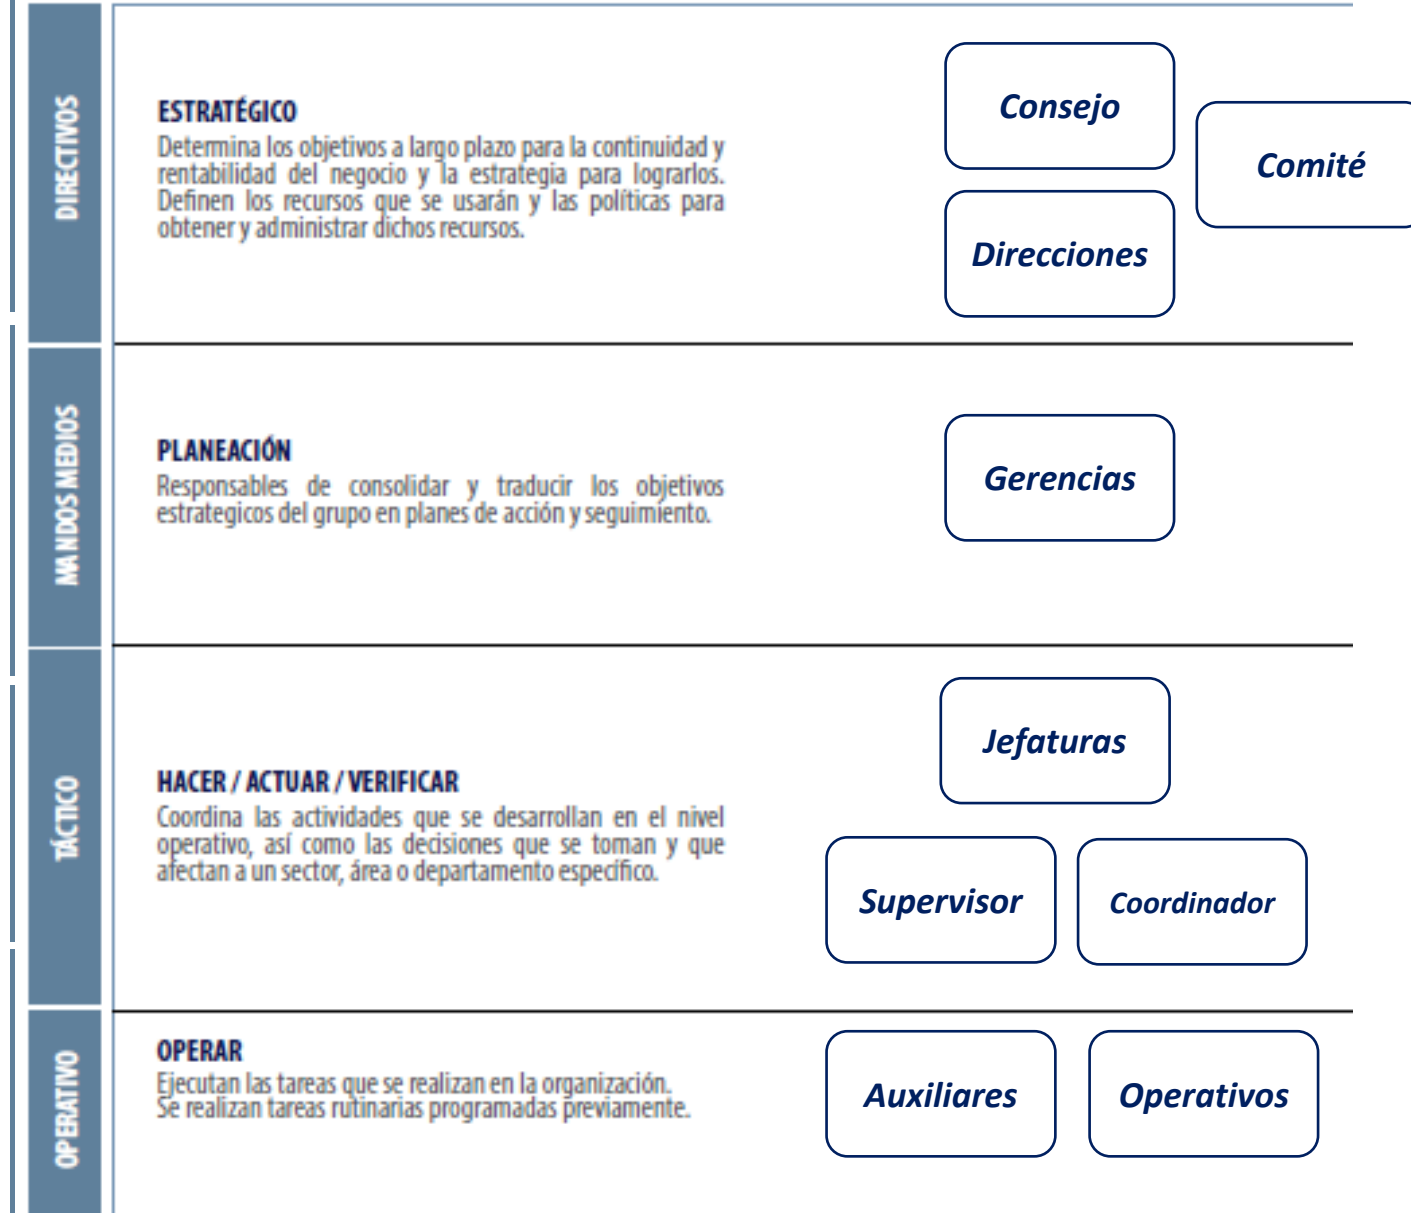 DIRECTIVOS
ESTRATÉGICO
Determina los objetivos a largo plazo para la continuidad y
rentabilidad del negocio y la estrategia para lograrlos.
Definen los recursos que se usarán y las políticas para
obtener y administrar dichos recursos.
Consejo
Comité
Direcciones
MANDOS MEDIOS
PLANEACIÓN
Responsables de consolidar y traducir los objetivos
estrategicos del grupo en planes de acción y seguimiento.
Gerencias
TÁCTICO
HACER / ACTUAR / VERIFICAR
Coordina las actividades que se desarrollan en el nivel
operativo, así como las decisiones que se toman y que
afectan a un sector, área o departamento específico.
Jefaturas
Supervisor
Coordinador
OPERATIVO
OPERAR
Ejecutan las tareas que se realizan en la organización.
Se realizan tareas rutinarias programadas previamente.
Auxiliares
Operativos